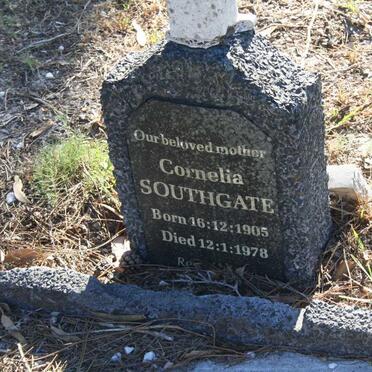 Our beloved mother
Cornelia
SOUTHGATE
Born 16:12:1905
Died 12:1:1978